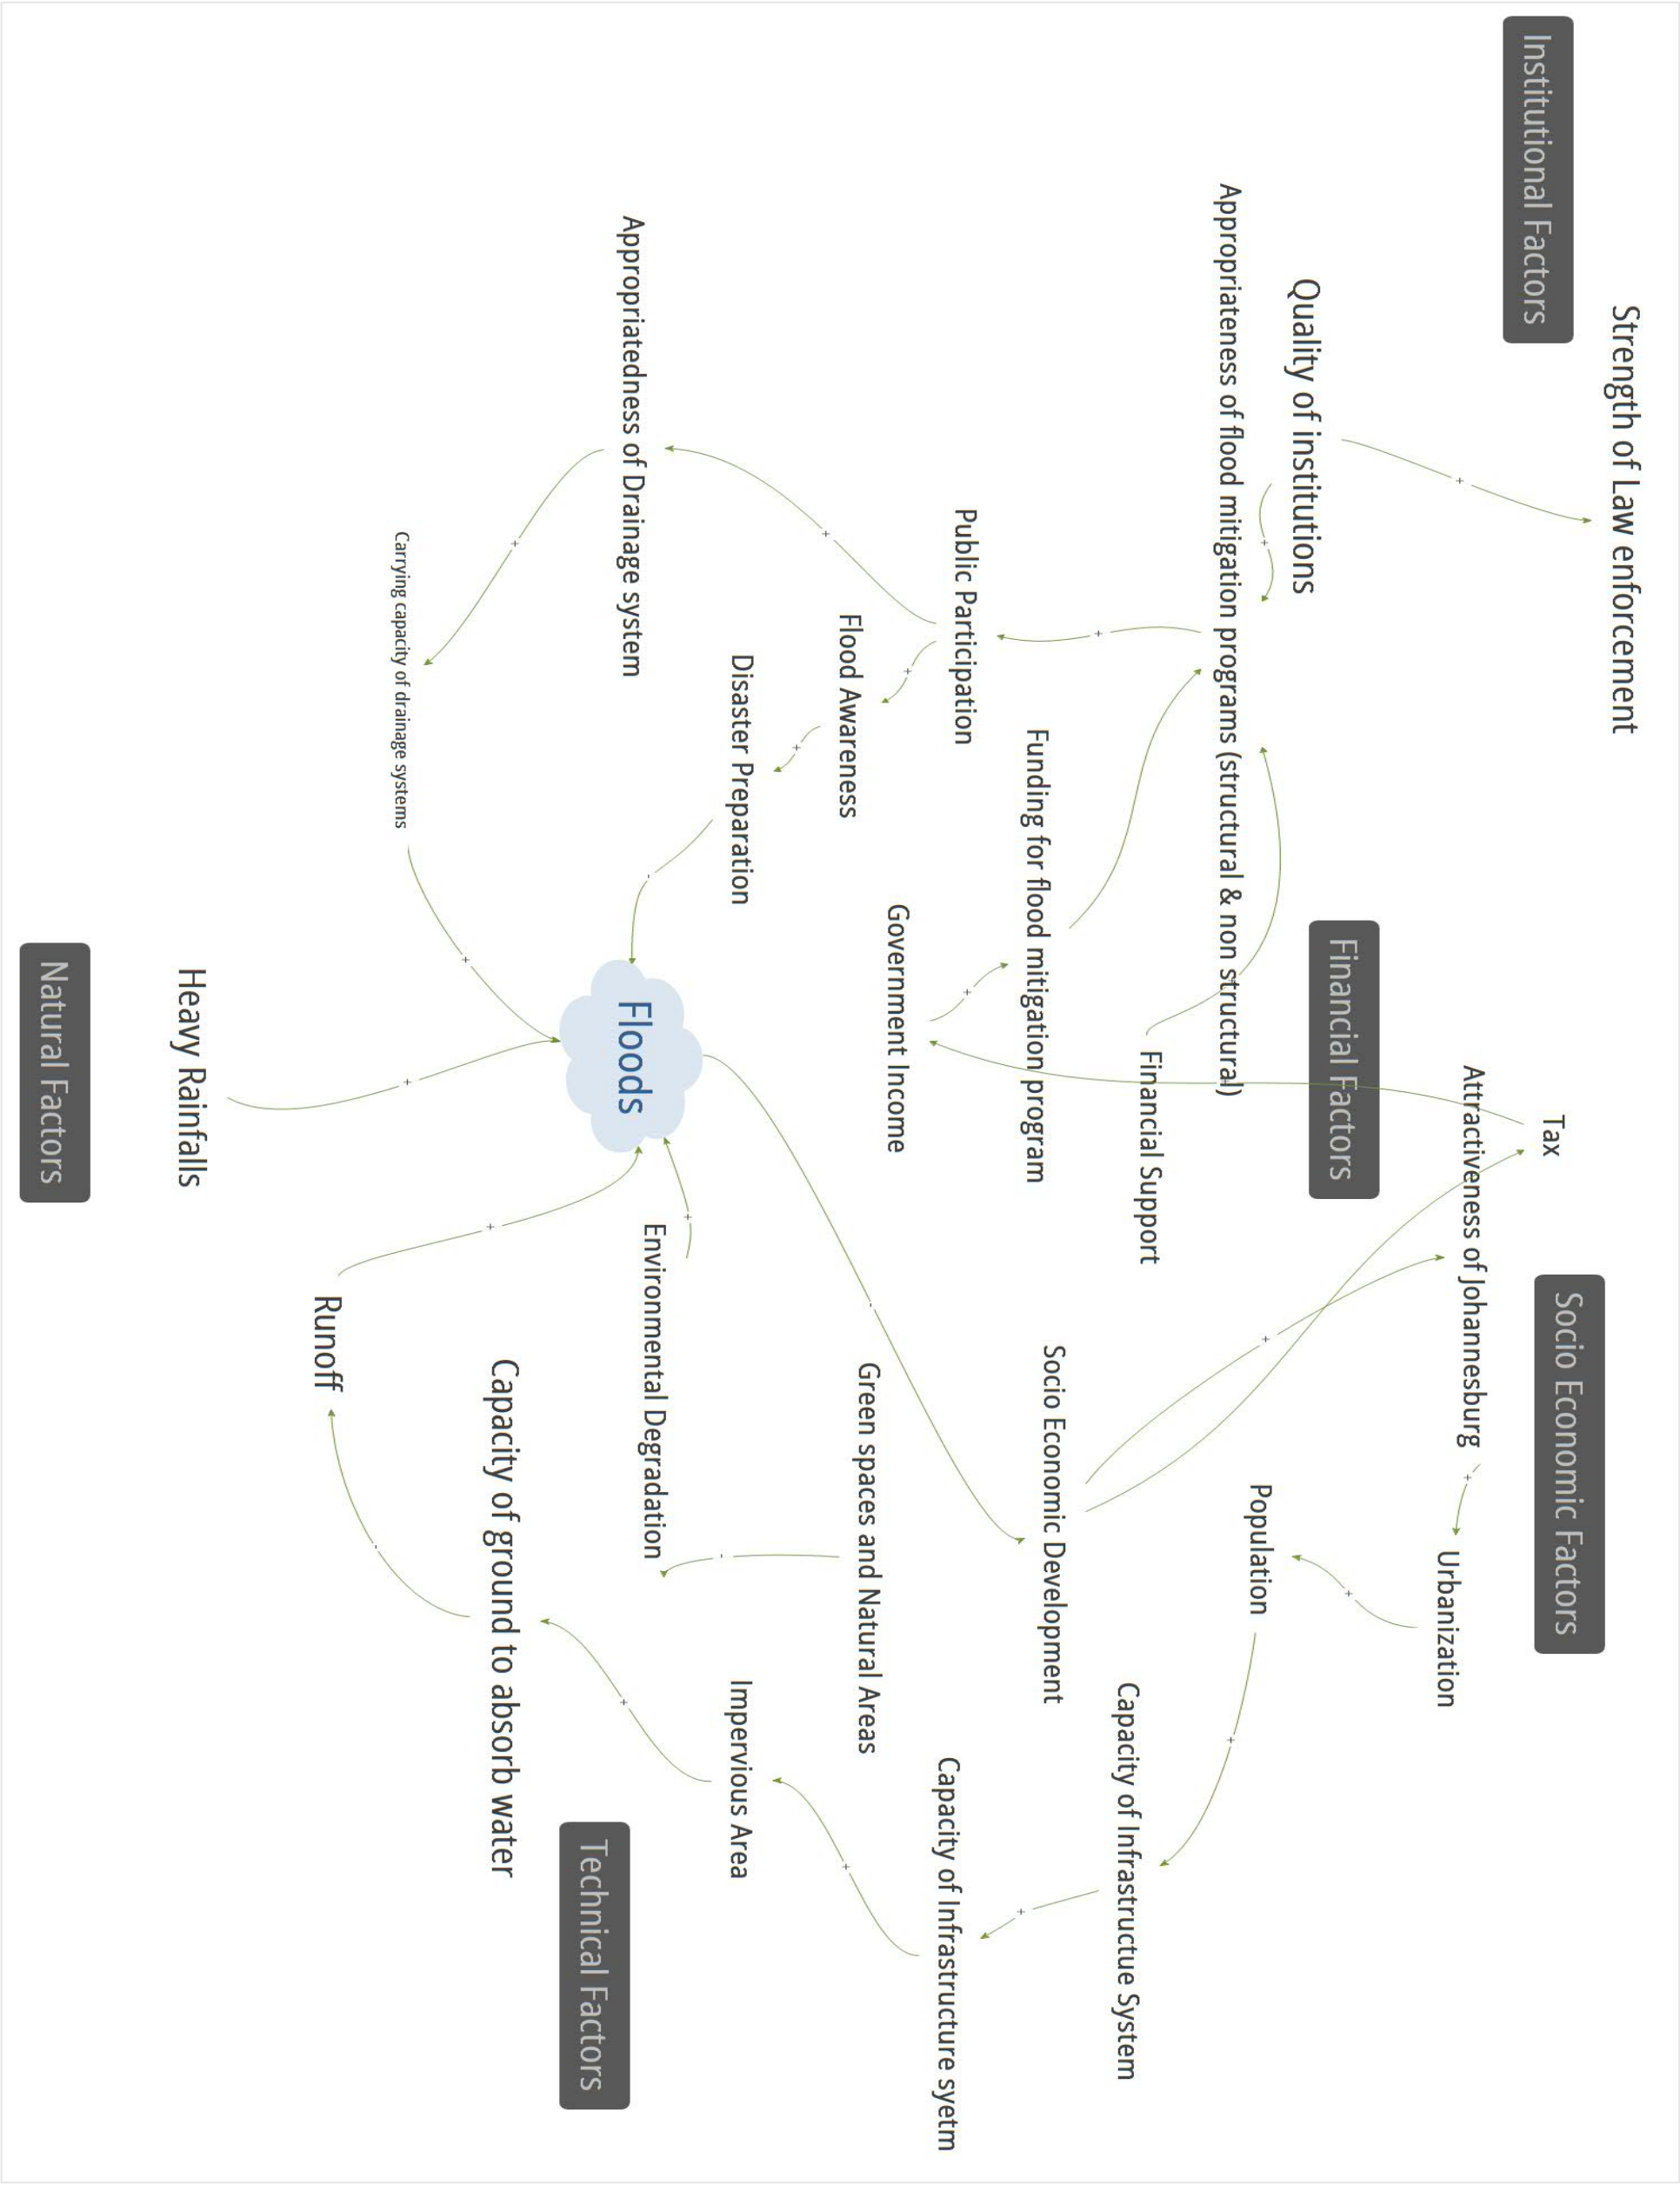 Strength of Law enforcement
Institutional Factors
Tax
Socio Economic Factors
Attractiveness of Johannesburg
Urbanization
Financial Factors
Quality of institutions
Appropriateness of flood mitigation programs (structural & non structural)
Population
Financial Support
Capacity of Infrastructue System
Funding for flood mitigation program
Socio Economic Development
Public Participation
Capacity of Infrastructure syetm
Government Income
Flood Awareness
Green spaces and Natural Areas
Disaster Preparation
Impervious Area
Appropriatedness of Drainage system
Floods
Environmental Degradation
Technical Factors
Capacity of ground to absorb water
Carrying capacity of drainage systems
Runoff
Heavy Rainfalls
Natural Factors